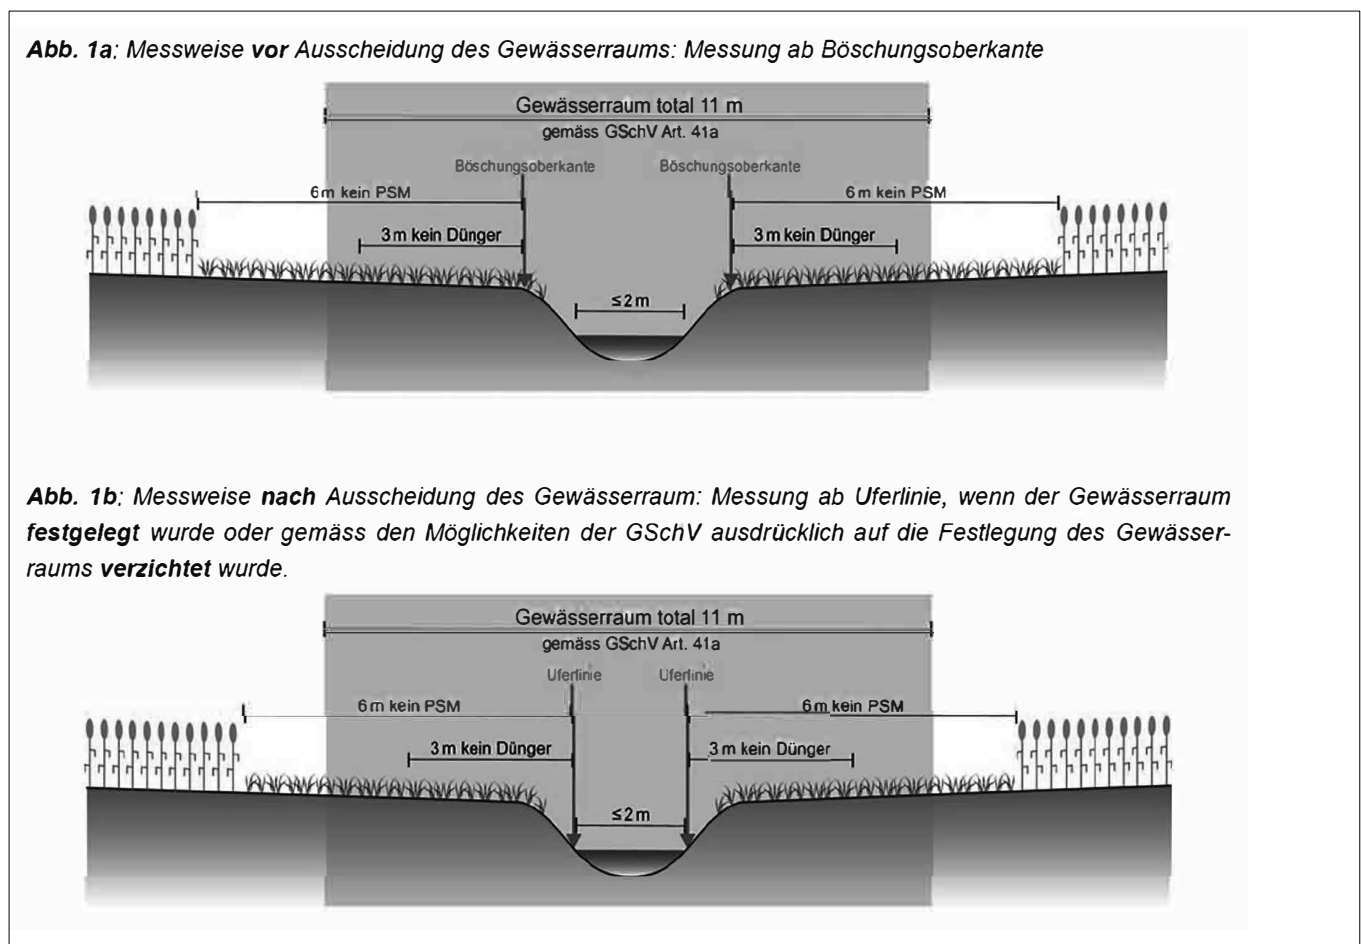 Abb. 1a: Messweise vor Ausscheidung des Gewässerraums: Messung ab Böschungsoberkante
Gewässerraum total 11 m
gemäss GSchV Art. 41a
Böschungsoberkante Böschungsoberkante
6 m kein PSM 6 m kein PSM
3 m kein Dünger 3 m kein Dünger
≤ 2 m
Abb. 1b: Messweise nach Ausscheidung des Gewässerraum: Messung ab Uferlinie, wenn der Gewässerraum
festgelegt wurde oder gemäss den Möglichkeiten der GSchV ausdrücklich auf die Festlegung des Gewässer-
raums verzichtet wurde.
Gewässerraum total 11 m
gemäss GSchV Art. 41a
Uferlinie Uferlinie
6 m kein PSM 6 m kein PSM
3 m kein Dünger 3 m kein Dünger
≤ 2 m